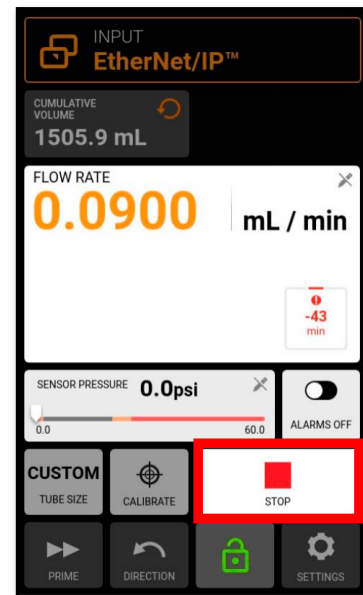 INPUT
EtherNet/IP™
CUMULATIVE
VOLUME
1505.9 mL
FLOW RATE
0.0900 mL / min
-43
min
SENSOR PRESSURE 0.0psi
0.0 60.0
ALARMS OFF
CUSTOM
TUBE SIZE
CALIBRATE
STOP
PRIME
DIRECTION
SETTINGS